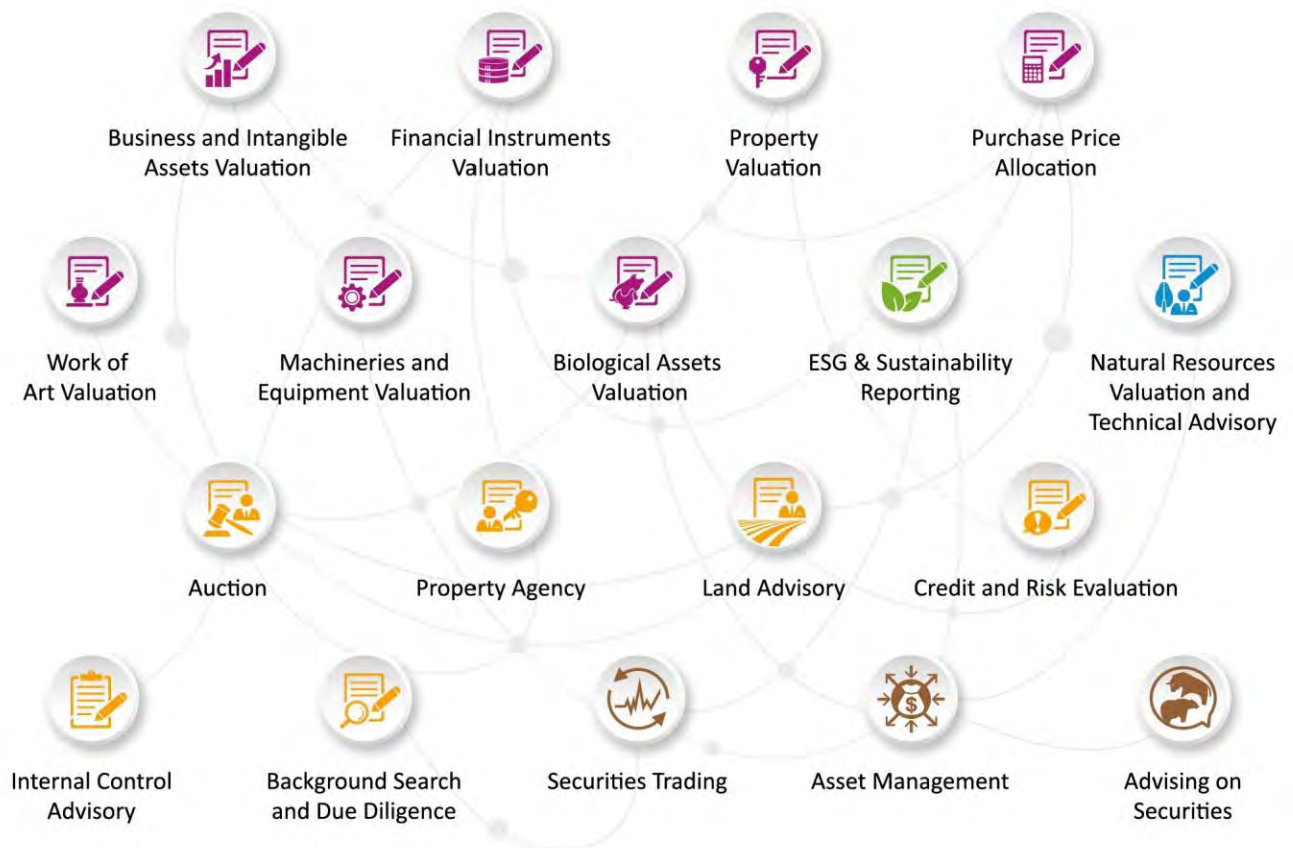 Business and Intangible
Assets Valuation
Financial Instruments
Valuation
Property
Valuation
Purchase Price
Allocation
Work of
Art Valuation
Machineries and
Equipment Valuation
Biological Assets
Valuation
ESG & Sustainability
Reporting
Natural Resources
Valuation and
Technical Advisory
Auction
Property Agency
Land Advisory
Credit and Risk Evaluation
Internal Control
Advisory
Background Search
and Due Diligence
Securities Trading
$
Asset Management
Advising on
Securities